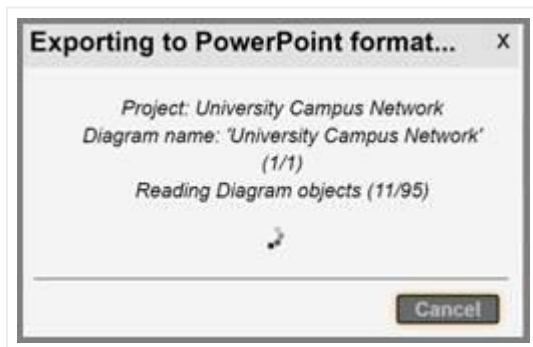 Exporting to PowerPoint format... X
Project: University Campus Network
Diagram name: 'University Campus Network'
(1/1)
Reading Diagram objects (11/95)
Cancel